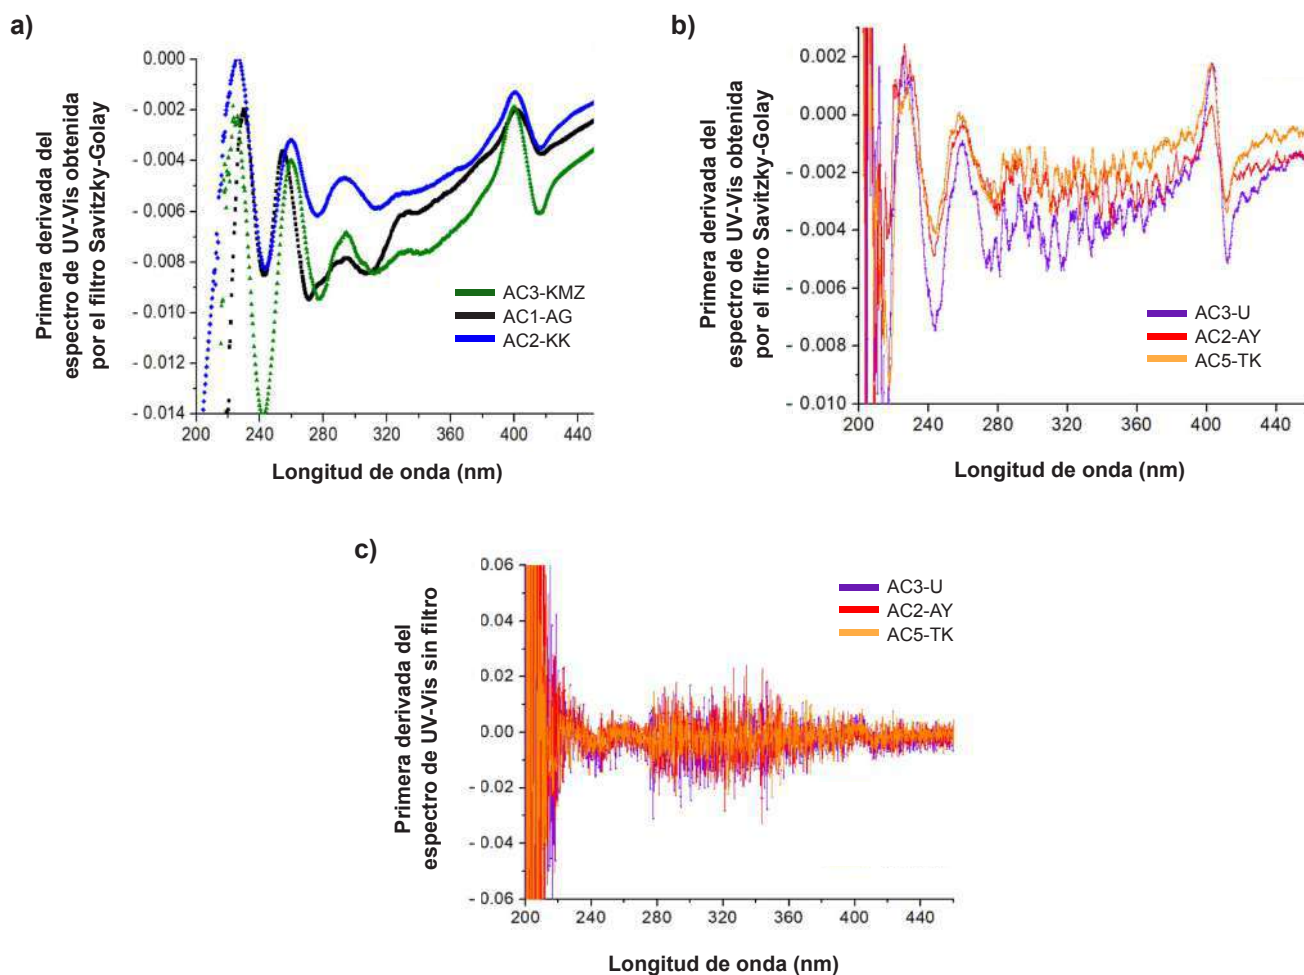 a)
Primera derivada del
espectro de UV-Vis obtenida
por el filtro Savitzky-Golay
0.000
- 0.002
- 0.004
- 0.006
- 0.008
- 0.010
- 0.012
- 0.014
200 240 280 320 360 400 440
Longitud de onda (nm)
AC3-KMZ
AC1-AG
AC2-KK
b)
Primera derivada del
espectro de UV-Vis obtenida
por el filtro Savitzky-Golay
0.002
0.000
- 0.002
- 0.004
- 0.006
- 0.008
- 0.010
200 240 280 320 360 400 440
Longitud de onda (nm)
AC3-U
AC2-AY
AC5-TK
c)
Primera derivada del
espectro de UV-Vis sin filtro
0.06
0.04
0.02
0.00
- 0.02
- 0.04
- 0.06
200 240 280 320 360 400 440
Longitud de onda (nm)
AC3-U
AC2-AY
AC5-TK